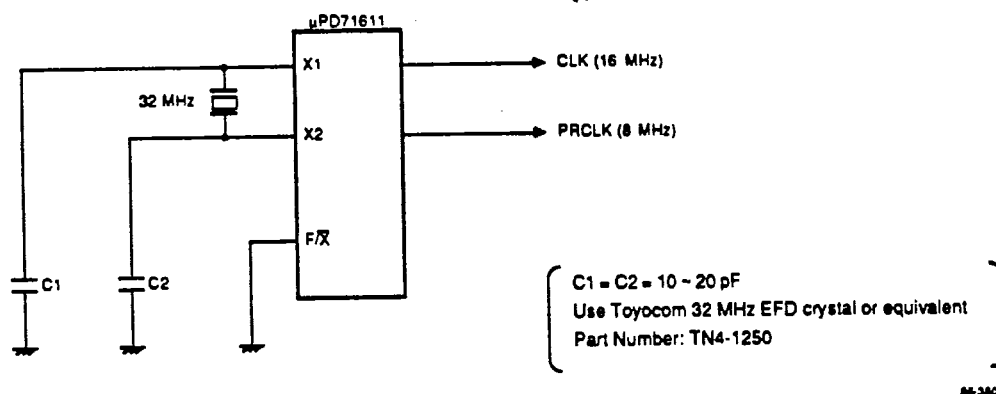 μPD71611
X1
CLK (16 MHz)
32 MHz
X2
PRCLK (8 MHz)
F/X̅
C1
C2
C1 = C2 = 10 ~ 20 pF
Use Toyocom 32 MHz EFD crystal or equivalent
Part Number: TN4-1250